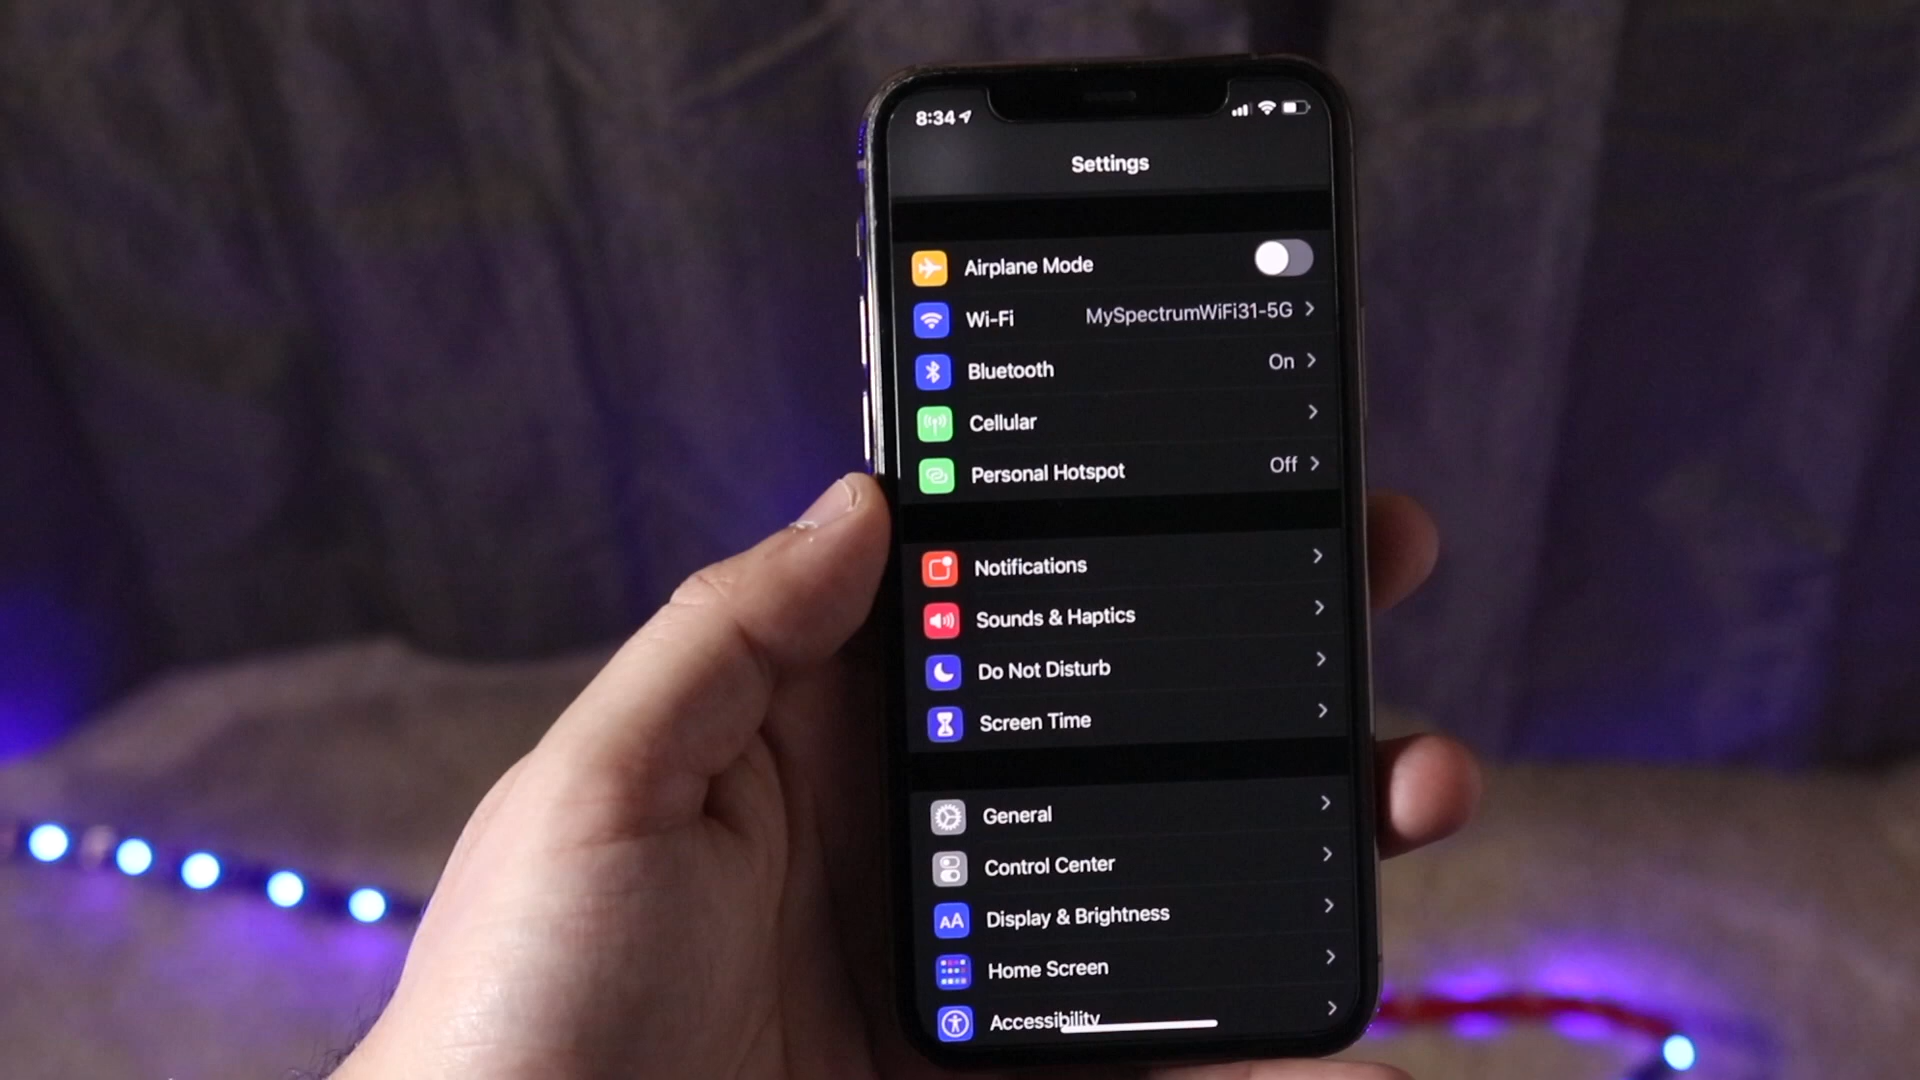 8:34
Settings
Airplane Mode
Wi-Fi MySpectrumWiFi31-5G
Bluetooth On
Cellular
Personal Hotspot Off
Notifications
Sounds & Haptics
Do Not Disturb
Screen Time
General
Control Center
AA Display & Brightness
Home Screen
Accessibility